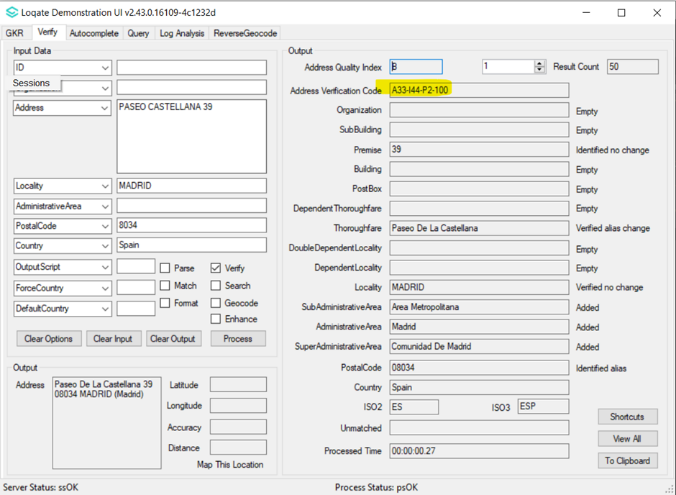 Loqate Demonstration UI v2.43.0.16109-4c1232d
GKR Verify Autocomplete Query Log Analysis ReverseGeocode
Input Data
ID
Sessions
Address PASEO CASTELLANA 39
Locality MADRID
AdministrativeArea
PostalCode 8034
Country Spain
OutputScript Parse Verify
ForceCountry Match Search
DefaultCountry Format Geocode
Enhance
Clear Options Clear Input Clear Output Process
Output
Address Paseo De La Castellana 39
08034 MADRID (Madrid)
Latitude
Longitude
Accuracy
Distance
Map This Location
Output
Address Quality Index B 1 Result Count 50
Address Verification Code A33-I44-P2-100
Organization Empty
SubBuilding Empty
Premise 39 Identified no change
Building Empty
PostBox Empty
DependentThoroughfare Empty
Thoroughfare Paseo De La Castellana Verified alias change
DoubleDependentLocality Empty
DependentLocality Empty
Locality MADRID Verified no change
SubAdministrativeArea Area Metropolitana Added
AdministrativeArea Madrid Added
SuperAdministrativeArea Comunidad De Madrid Added
PostalCode 08034 Identified alias
Country Spain
ISO2 ES ISO3 ESP
Unmatched
Processed Time 00:00:00.27
Shortcuts
View All
To Clipboard
Server Status: ssOK Process Status: psOK